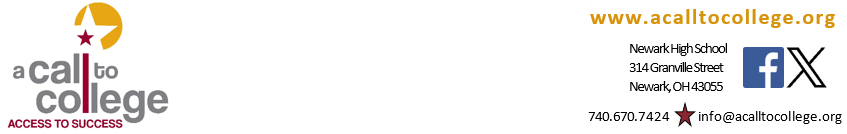 a call to
college
ACCESS TO SUCCESS
www.acalltocollege.org
Newark High School
314 Granville Street
Newark, OH 43055
740.670.7424 info@acalltocollege.org